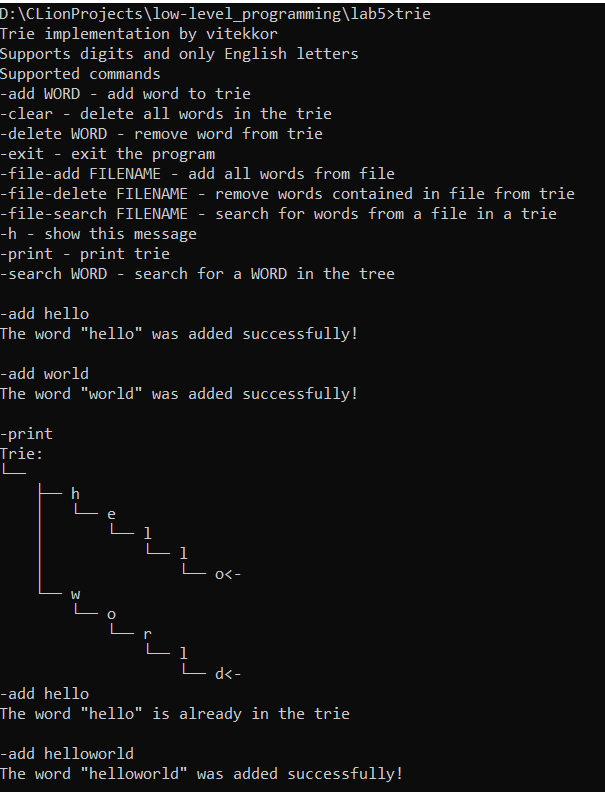 D:\CLionProjects\low-level_programming\lab5>trie
Trie implementation by vitekkor
Supports digits and only English letters
Supported commands
-add WORD - add word to trie
-clear - delete all words in the trie
-delete WORD - remove word from trie
-exit - exit the program
-file-add FILENAME - add all words from file
-file-delete FILENAME - remove words contained in file from trie
-file-search FILENAME - search for words from a file in a trie
-h - show this message
-print - print trie
-search WORD - search for a WORD in the tree
-add hello
The word "hello" was added successfully!
-add world
The word "world" was added successfully!
-print
Trie:
└──
    ├── h
    │   └── e
    │       └── l
    │           └── l
    │               └── o<-
    └── w
        └── o
            └── r
                └── l
                    └── d<-
-add hello
The word "hello" is already in the trie
-add helloworld
The word "helloworld" was added successfully!